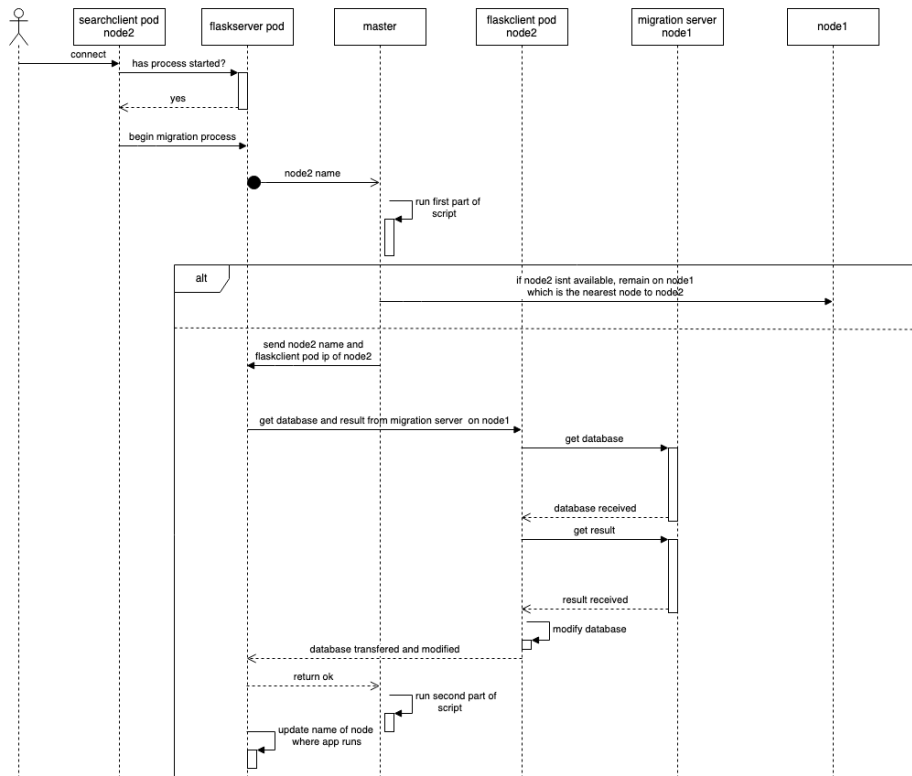 searchclient pod
node2
flaskserver pod
master
flaskclient pod
node2
migration server
node1
node1
connect
has process started?
yes
begin migration process
node2 name
run first part of
script
alt
if node2 isnt available, remain on node1
which is the nearest node to node2
send node2 name and
flaskclient pod ip of node2
get database and result from migration server on node1
get database
database received
get result
result received
modify database
database transfered and modified
return ok
run second part of
script
update name of node
where app runs